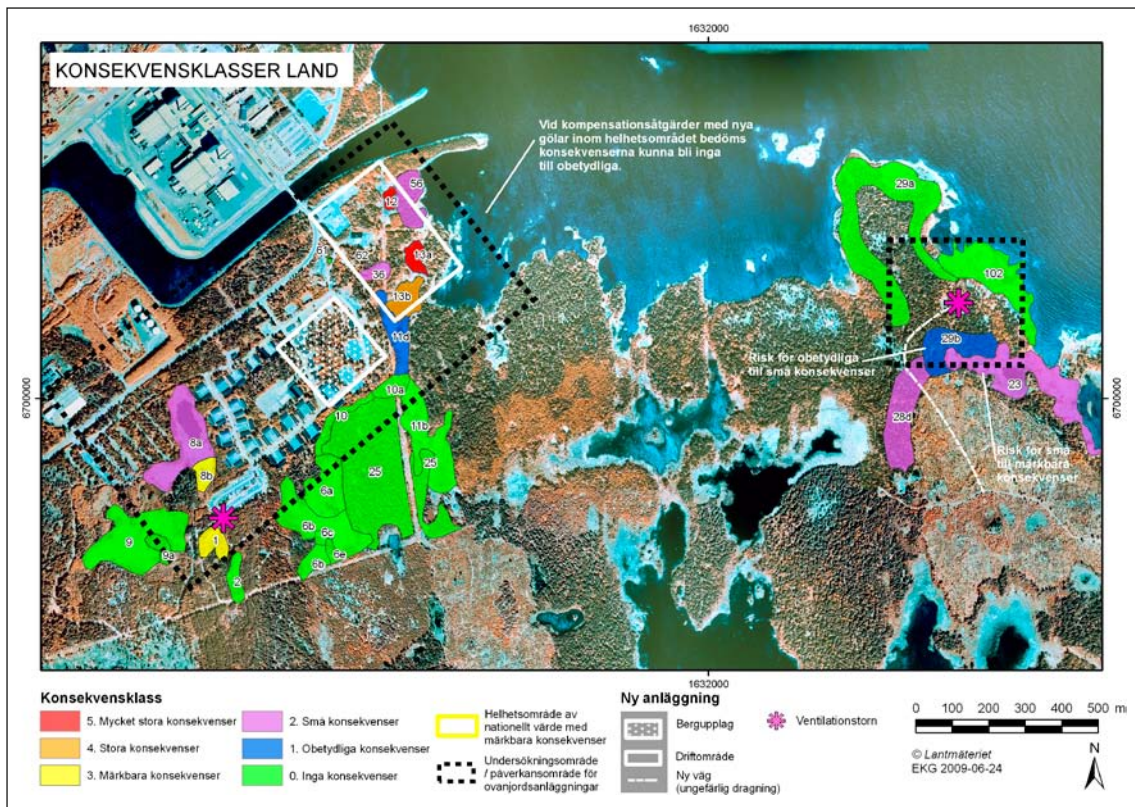 1632000
KONSEKVENSKLASSER LAND
Vid kompensationsåtgärder med nya
gölar inom helhetsområdet bedöms
konsekvenserna kunna bli inga
till obetydliga.
56
12
29a
62
13a
36
102
13b
11d
29b
Risk för obetydliga
till små konsekvenser
6700000
6700000
10a
23
10
11b
28d
8a
25
25
Risk för små
till märkbara
konsekvenser
8b
6a
6b
6c
9
1
9a
6e
6b
2
1632000
Konsekvensklass
5. Mycket stora konsekvenser
4. Stora konsekvenser
3. Märkbara konsekvenser
2. Små konsekvenser
1. Obetydliga konsekvenser
0. Inga konsekvenser
Helhetsområde av
nationellt värde med
märkbara konsekvenser
Undersökningsområde
/ påverkansområde för
ovanjordsanläggningar
Ny anläggning
Bergupplag
Driftområde
Ny väg
(ungefärlig dragning)
Ventilationstorn
0 100 200 300 400 500 m
© Lantmäteriet
EKG 2009-06-24
N